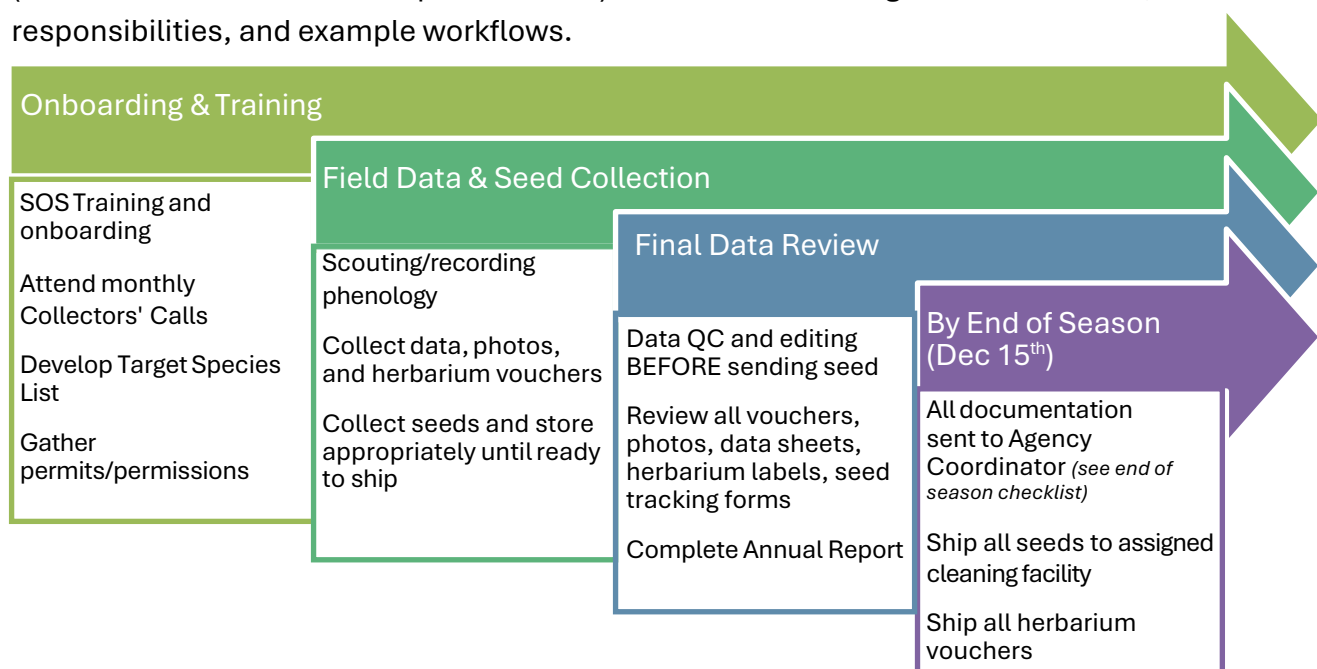 responsibilities, and example workflows.
Onboarding & Training
SOS Training and
onboarding
Attend monthly
Collectors' Calls
Develop Target Species
List
Gather
permits/permissions
Field Data & Seed Collection
Scouting/recording
phenology
Collect data, photos,
and herbarium vouchers
Collect seeds and store
appropriately until ready
to ship
Final Data Review
Data QC and editing
BEFORE sending seed
Review all vouchers,
photos, data sheets,
herbarium labels, seed
tracking forms
Complete Annual Report
By End of Season
(Dec 15th)
All documentation
sent to Agency
Coordinator (see end of
season checklist)
Ship all seeds to assigned
cleaning facility
Ship all herbarium
vouchers